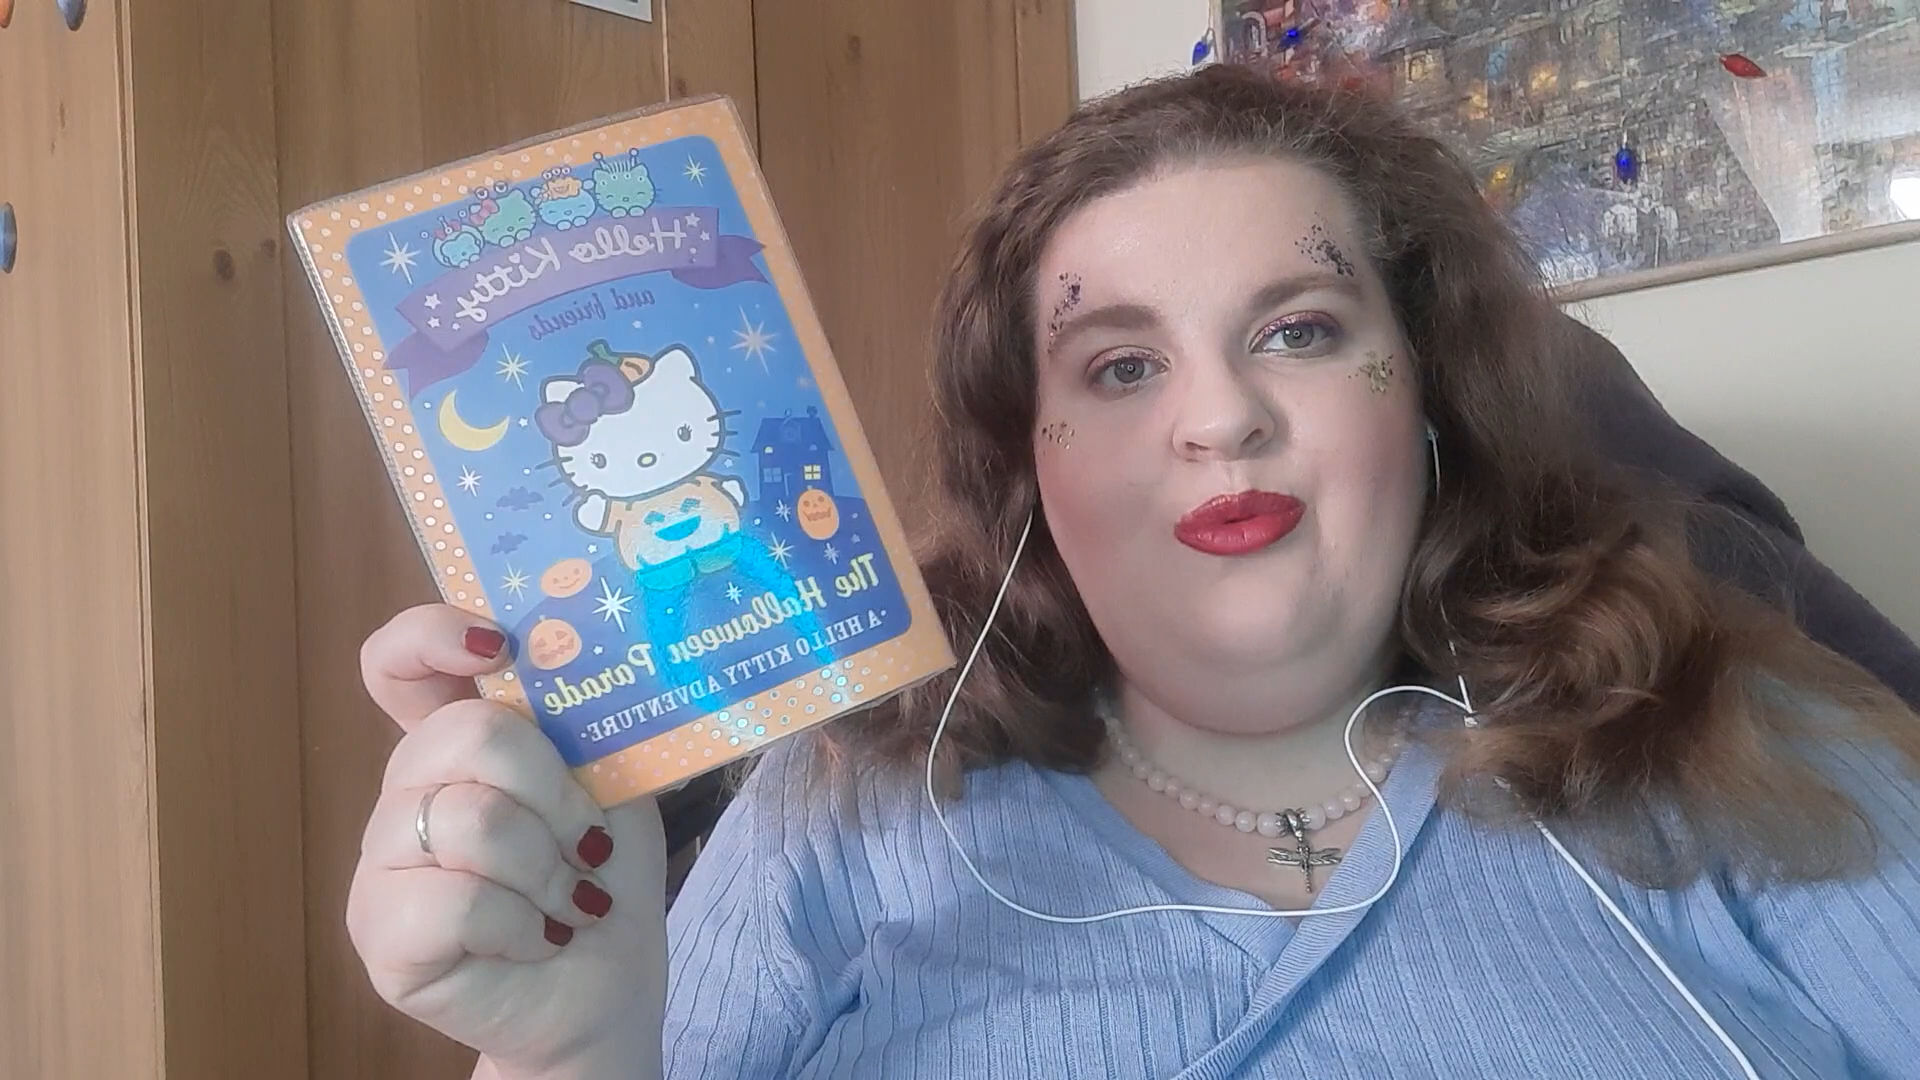 Hello Kitty
and friends
The Halloween Parade
·A HELLO KITTY ADVENTURE·